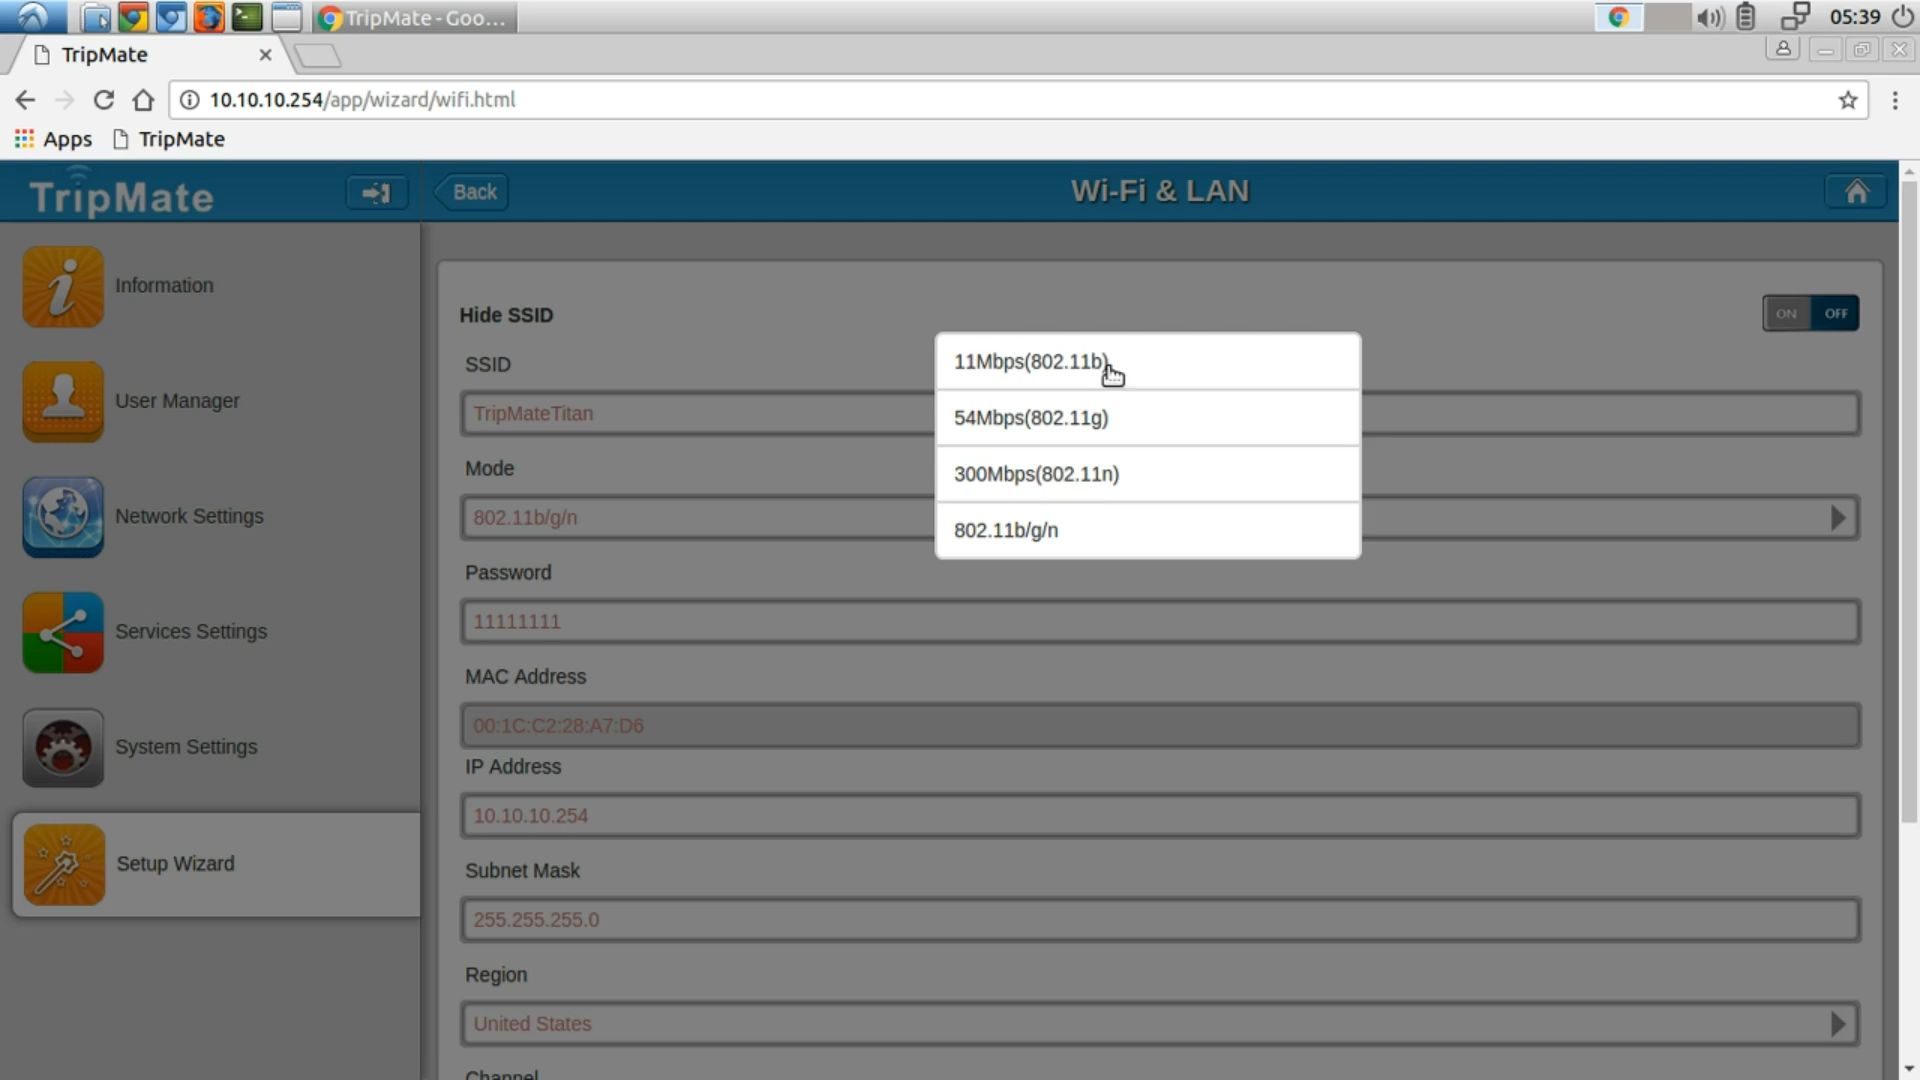 TripMate - Goo...
05:39
TripMate
10.10.10.254/app/wizard/wifi.html
Apps
TripMate
TripMate
Back
Wi-Fi & LAN
Information
User Manager
Network Settings
Services Settings
System Settings
Setup Wizard
Hide SSID
ON OFF
SSID
TripMateTitan
Mode
802.11b/g/n
Password
11111111
MAC Address
00:1C:C2:28:A7:D6
IP Address
10.10.10.254
Subnet Mask
255.255.255.0
Region
United States
Channel
11Mbps(802.11b)
54Mbps(802.11g)
300Mbps(802.11n)
802.11b/g/n